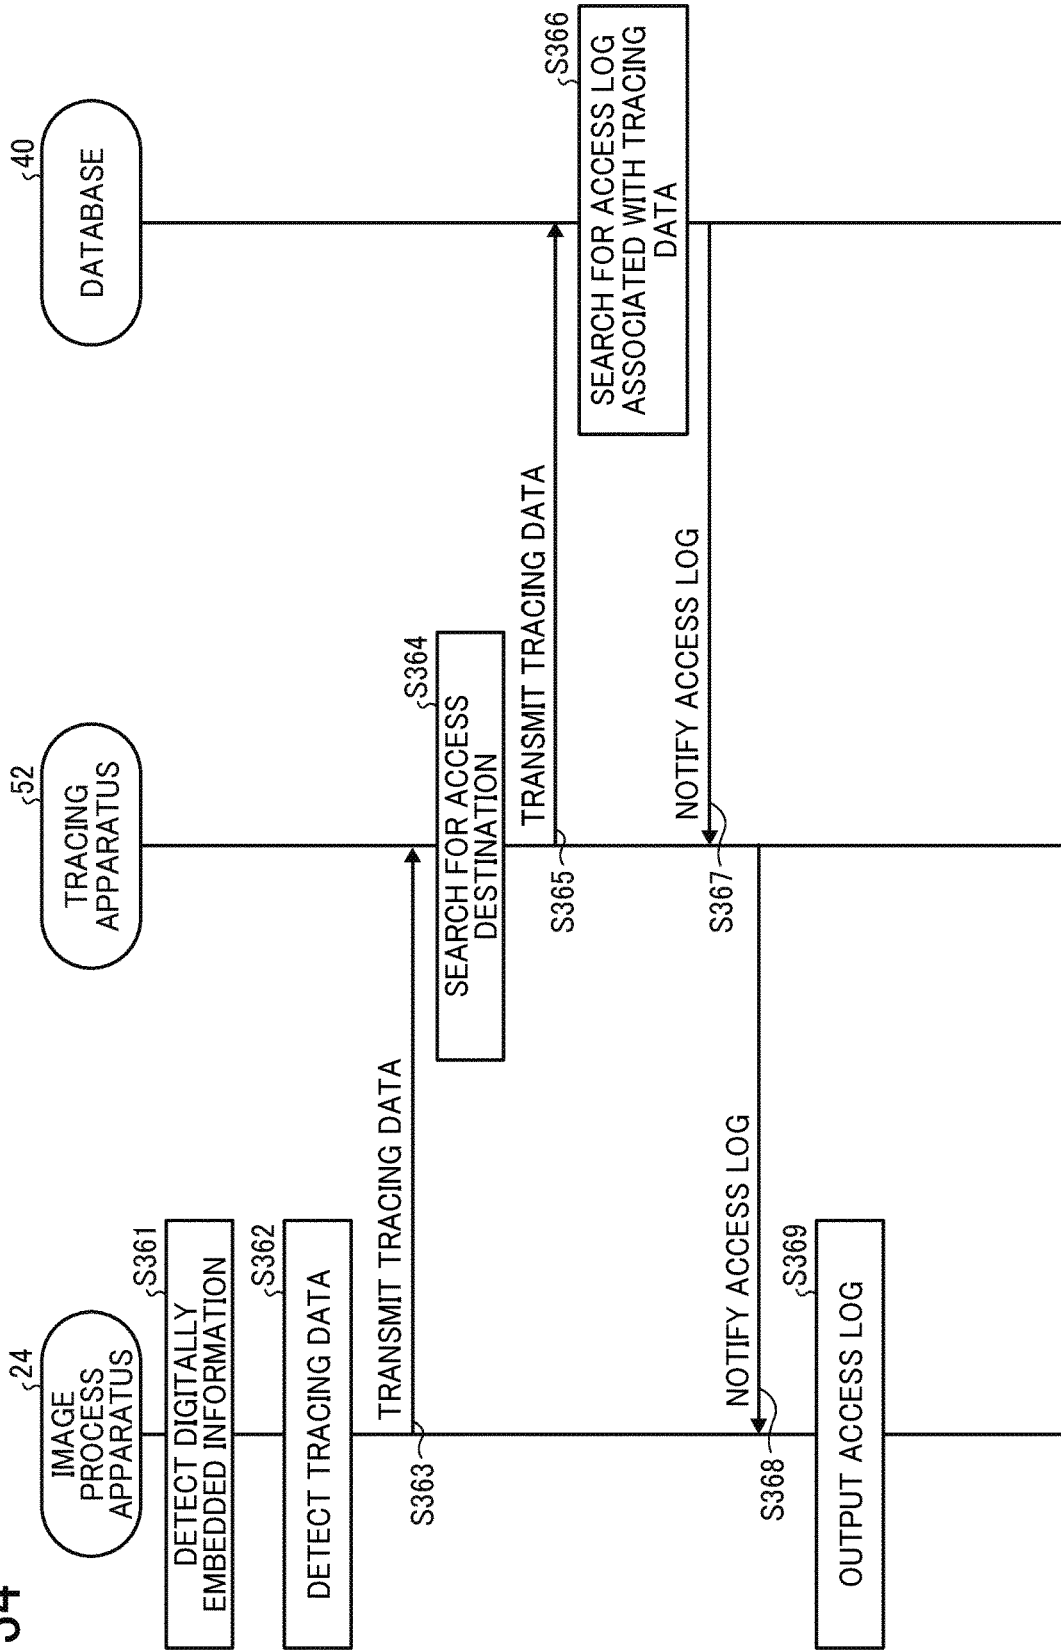 24
IMAGE
PROCESS
APPARATUS
52
TRACING
APPARATUS
40
DATABASE
S361
DETECT DIGITALLY
EMBEDDED INFORMATION
S362
DETECT TRACING DATA
TRANSMIT TRACING DATA
S363
S364
SEARCH FOR ACCESS
DESTINATION
TRANSMIT TRACING DATA
S365
S366
SEARCH FOR ACCESS LOG
ASSOCIATED WITH TRACING
DATA
NOTIFY ACCESS LOG
S367
NOTIFY ACCESS LOG
S368
S369
OUTPUT ACCESS LOG